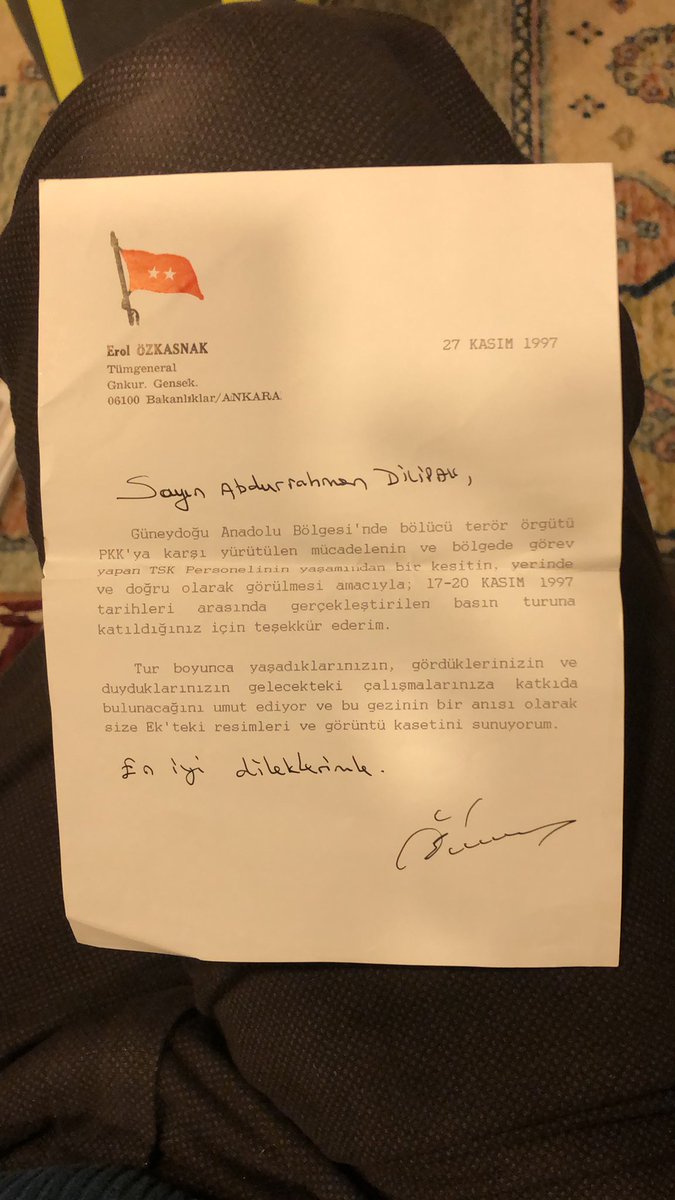 Erol ÖZKASNAK
Tümgeneral
Gnkur. Gensek.
06100 Bakanlıklar/ANKARA
27 KASIM 1997
Sayın Abdurrahman DİLİPAK,
Güneydoğu Anadolu Bölgesi'nde bölücü terör örgütü
PKK'ya karşı yürütülen mücadelenin ve bölgede görev
yapan TSK Personelinin yaşamından bir kesitin, yerinde
ve doğru olarak görülmesi amacıyla; 17-20 KASIM 1997
tarihleri arasında gerçekleştirilen basın turuna
katıldığınız için teşekkür ederim.
Tur boyunca yaşadıklarınızın, gördüklerinizin ve
duyduklarınızın gelecekteki çalışmalarınıza katkıda
bulunacağını umut ediyor ve bu gezinin bir anısı olarak
size Ek'teki resimleri ve görüntü kasetini sunuyorum.
En iyi dileklerimle.